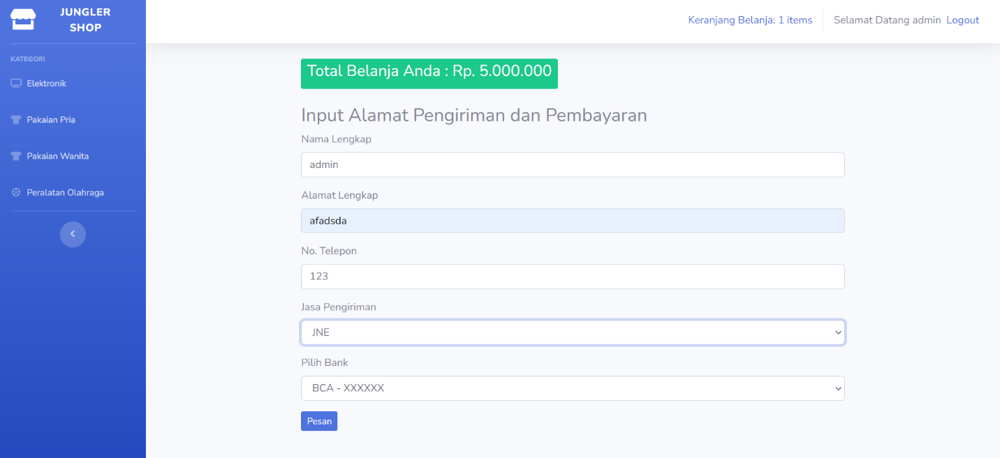 JUNGLER
SHOP
KATEGORI
Elektronik
Pakaian Pria
Pakaian Wanita
Peralatan Olahraga
Keranjang Belanja: 1 items
Selamat Datang admin Logout
Total Belanja Anda : Rp. 5.000.000
Input Alamat Pengiriman dan Pembayaran
Nama Lengkap
admin
Alamat Lengkap
afadsda
No. Telepon
123
Jasa Pengiriman
JNE
Pilih Bank
BCA - XXXXXX
Pesan